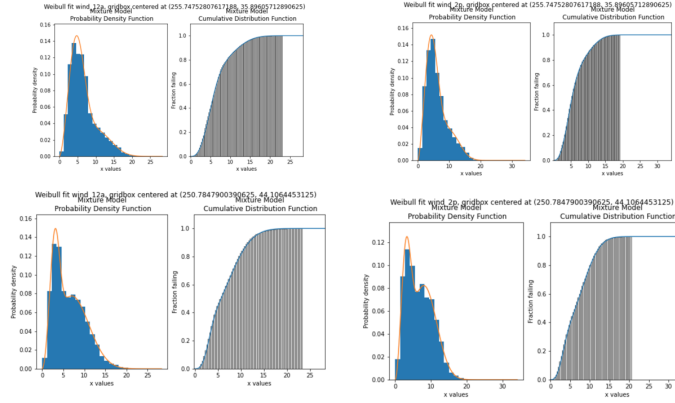 Weibull fit wind_12a, gridbox centered at (255.74752807617188, 35.89605712890625)
Mixture Model
Probability Density Function
Mixture Model
Cumulative Distribution Function
Probability density
0.16
0.14
0.12
0.10
0.08
0.06
0.04
0.02
0.00
0 5 10 15 20 25
x values
Fraction failing
1.0
0.8
0.6
0.4
0.2
0.0
0 5 10 15 20 25
x values
Weibull fit wind_2p, gridbox centered at (255.74752807617188, 35.89605712890625)
Mixture Model
Probability Density Function
Mixture Model
Cumulative Distribution Function
Probability density
0.16
0.14
0.12
0.10
0.08
0.06
0.04
0.02
0.00
0 10 20 30
x values
Fraction failing
1.0
0.8
0.6
0.4
0.2
0.0
0 5 10 15 20 25 30
x values
Weibull fit wind_12a, gridbox centered at (250.7847900390625, 44.1064453125)
Mixture Model
Probability Density Function
Mixture Model
Cumulative Distribution Function
Probability density
0.16
0.14
0.12
0.10
0.08
0.06
0.04
0.02
0.00
0 5 10 15 20 25
x values
Fraction failing
1.0
0.8
0.6
0.4
0.2
0.0
0 5 10 15 20 25
x values
Weibull fit wind_2p, gridbox centered at (250.7847900390625, 44.1064453125)
Mixture Model
Probability Density Function
Mixture Model
Cumulative Distribution Function
Probability density
0.12
0.10
0.08
0.06
0.04
0.02
0.00
0 10 20 30
x values
Fraction failing
1.0
0.8
0.6
0.4
0.2
0.0
0 5 10 15 20 25 30
x values